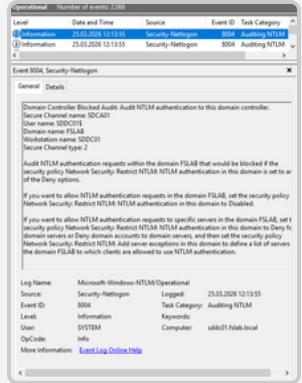 Operational Number of events: 2.066
Level Date and Time Source Event ID Task Category
Information 25.03.2026 12:13:55 Security-Netlogon 8004 Auditing NTLM
Information 25.03.2026 12:13:55 Security-Netlogon 8004 Auditing NTLM
Event 8004, Security-Netlogon
General Details
Domain Controller Blocked Audit: Audit NTLM authentication to this domain controller.
Secure Channel name: SDCA01
User name: SDDC01$
Domain name: FSLAB
Workstation name: SDDC01
Secure Channel type: 2
Audit NTLM authentication requests within the domain FSLAB that would be blocked if the
security policy Network Security: Restrict NTLM: NTLM authentication in this domain is set to ar
of the Deny options.
If you want to allow NTLM authentication requests in the domain FSLAB, set the security policy
Network Security: Restrict NTLM: NTLM authentication in this domain to Disabled.
If you want to allow NTLM authentication requests to specific servers in the domain FSLAB, set t
security policy Network Security: Restrict NTLM: NTLM authentication in this domain to Deny fo
domain servers or Deny domain accounts to domain servers, and then set the security policy
Network Security: Restrict NTLM: Add server exceptions in this domain to define a list of servers
the domain FSLAB to which clients are allowed to use NTLM authentication.
Log Name: Microsoft-Windows-NTLM/Operational
Source: Security-Netlogon Logged: 25.03.2026 12:13:55
Event ID: 8004 Task Category: Auditing NTLM
Level: Information Keywords:
User: SYSTEM Computer: sddc01.fslab.local
OpCode: Info
More Information: Event Log Online Help